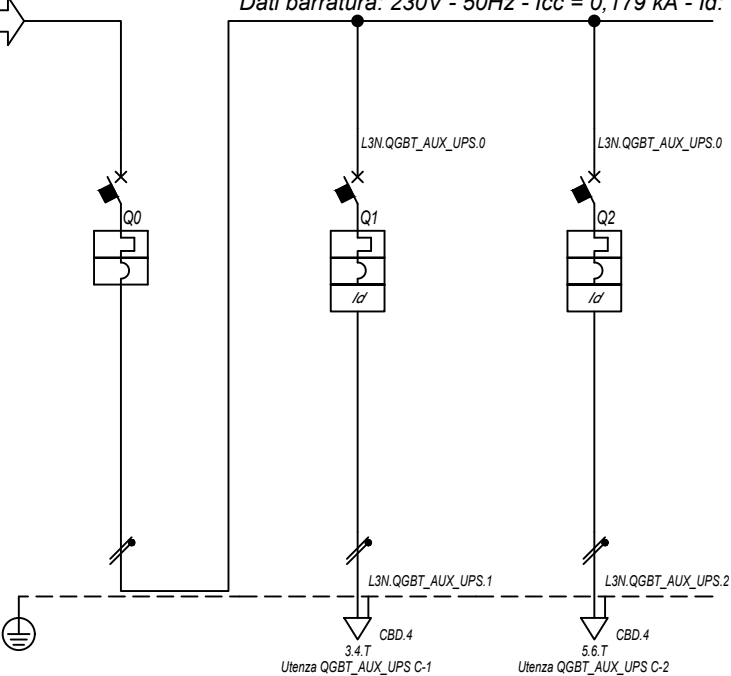 Dati barratura: 230V - 50Hz - Icc = 0,179 kA - Id:
L3N.QGBT_AUX_UPS.0
L3N.QGBT_AUX_UPS.0
Q0
Q1
Q2
Id
Id
L3N.QGBT_AUX_UPS.1
L3N.QGBT_AUX_UPS.2
CBD.4
CBD.4
3.4.T
5.6.T
Utenza QGBT_AUX_UPS C-1
Utenza QGBT_AUX_UPS C-2